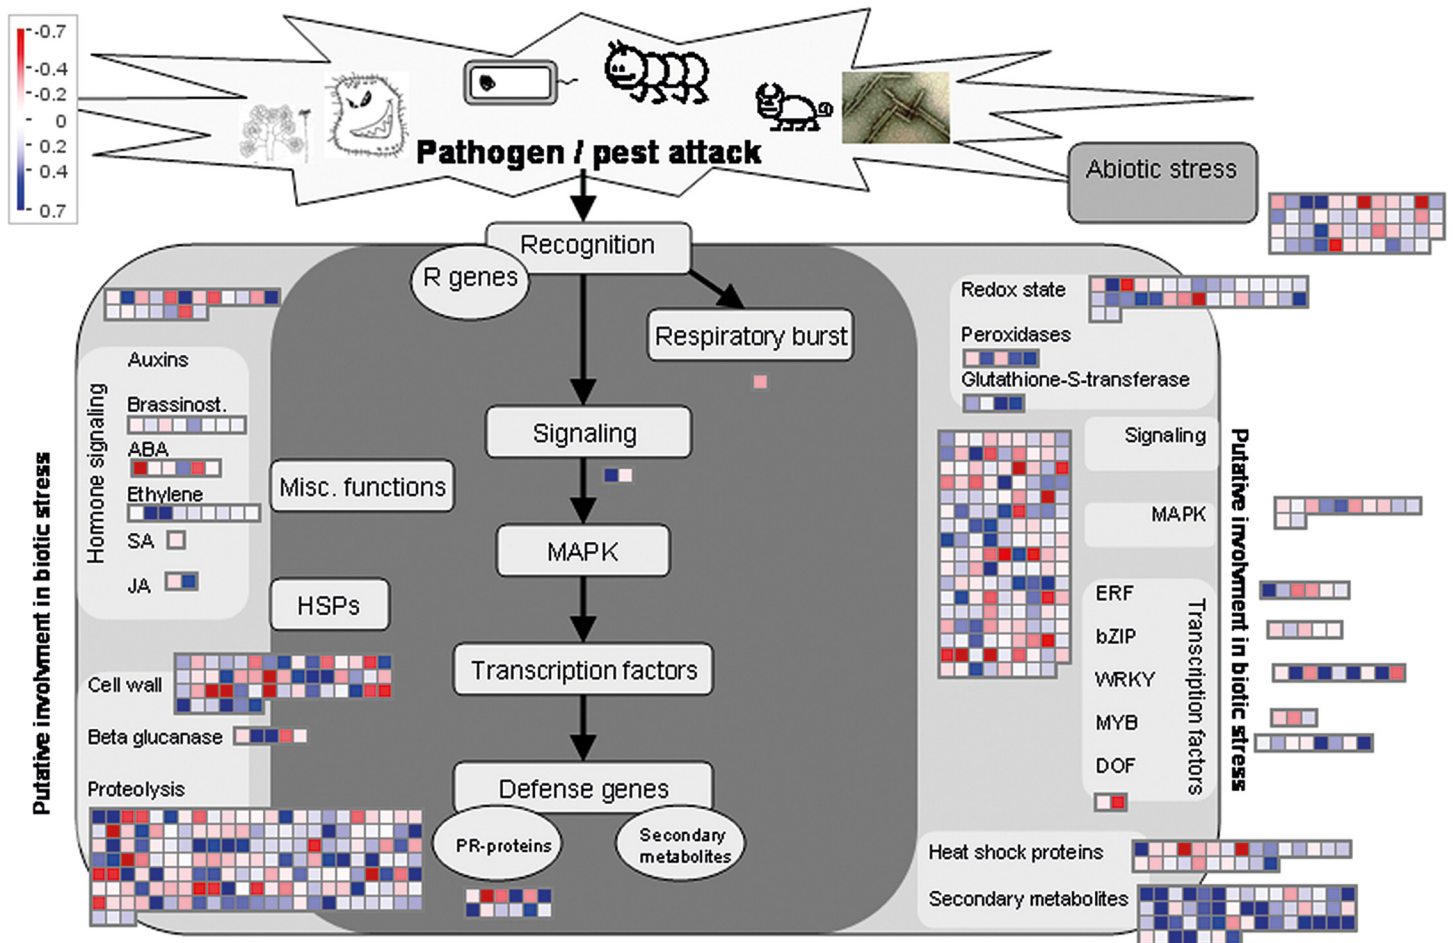 -0.7
-0.4
-0.2
0
0.2
0.4
0.7
Pathogen / pest attack
Abiotic stress
Recognition
R genes
Respiratory burst
Redox state
Peroxidases
Glutathione-S-transferase
Auxins
Brassinost.
ABA
Ethylene
SA
JA
Hormone signaling
Putative involvment in biotic stress
Signaling
Misc. functions
MAPK
HSPs
Transcription factors
Defense genes
PR-proteins
Secondary
metabolites
Cell wall
Beta glucanase
Proteolysis
Signaling
MAPK
ERF
bZIP
WRKY
MYB
DOF
Transcription factors
Putative involvment in biotic stress
Heat shock proteins
Secondary metabolites